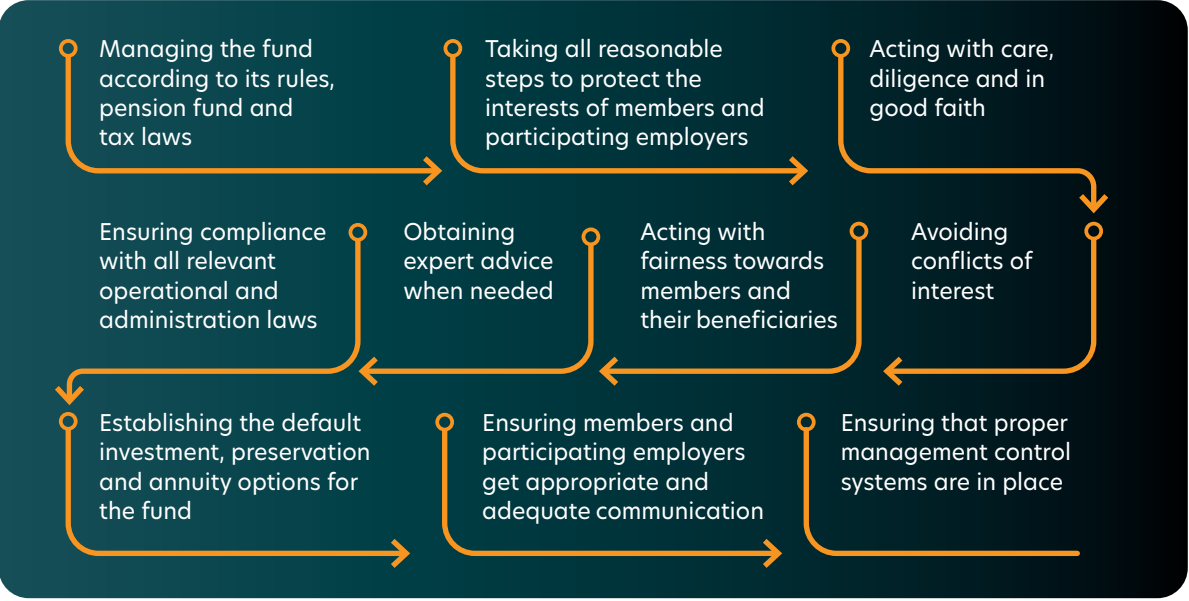 Managing the fund
according to its rules,
pension fund and
tax laws
Taking all reasonable
steps to protect the
interests of members and
participating employers
Acting with care,
diligence and in
good faith
Avoiding
conflicts of
interest
Acting with
fairness towards
members and
their beneficiaries
Obtaining
expert advice
when needed
Ensuring compliance
with all relevant
operational and
administration laws
Establishing the default
investment, preservation
and annuity options for
the fund
Ensuring members and
participating employers
get appropriate and
adequate communication
Ensuring that proper
management control
systems are in place